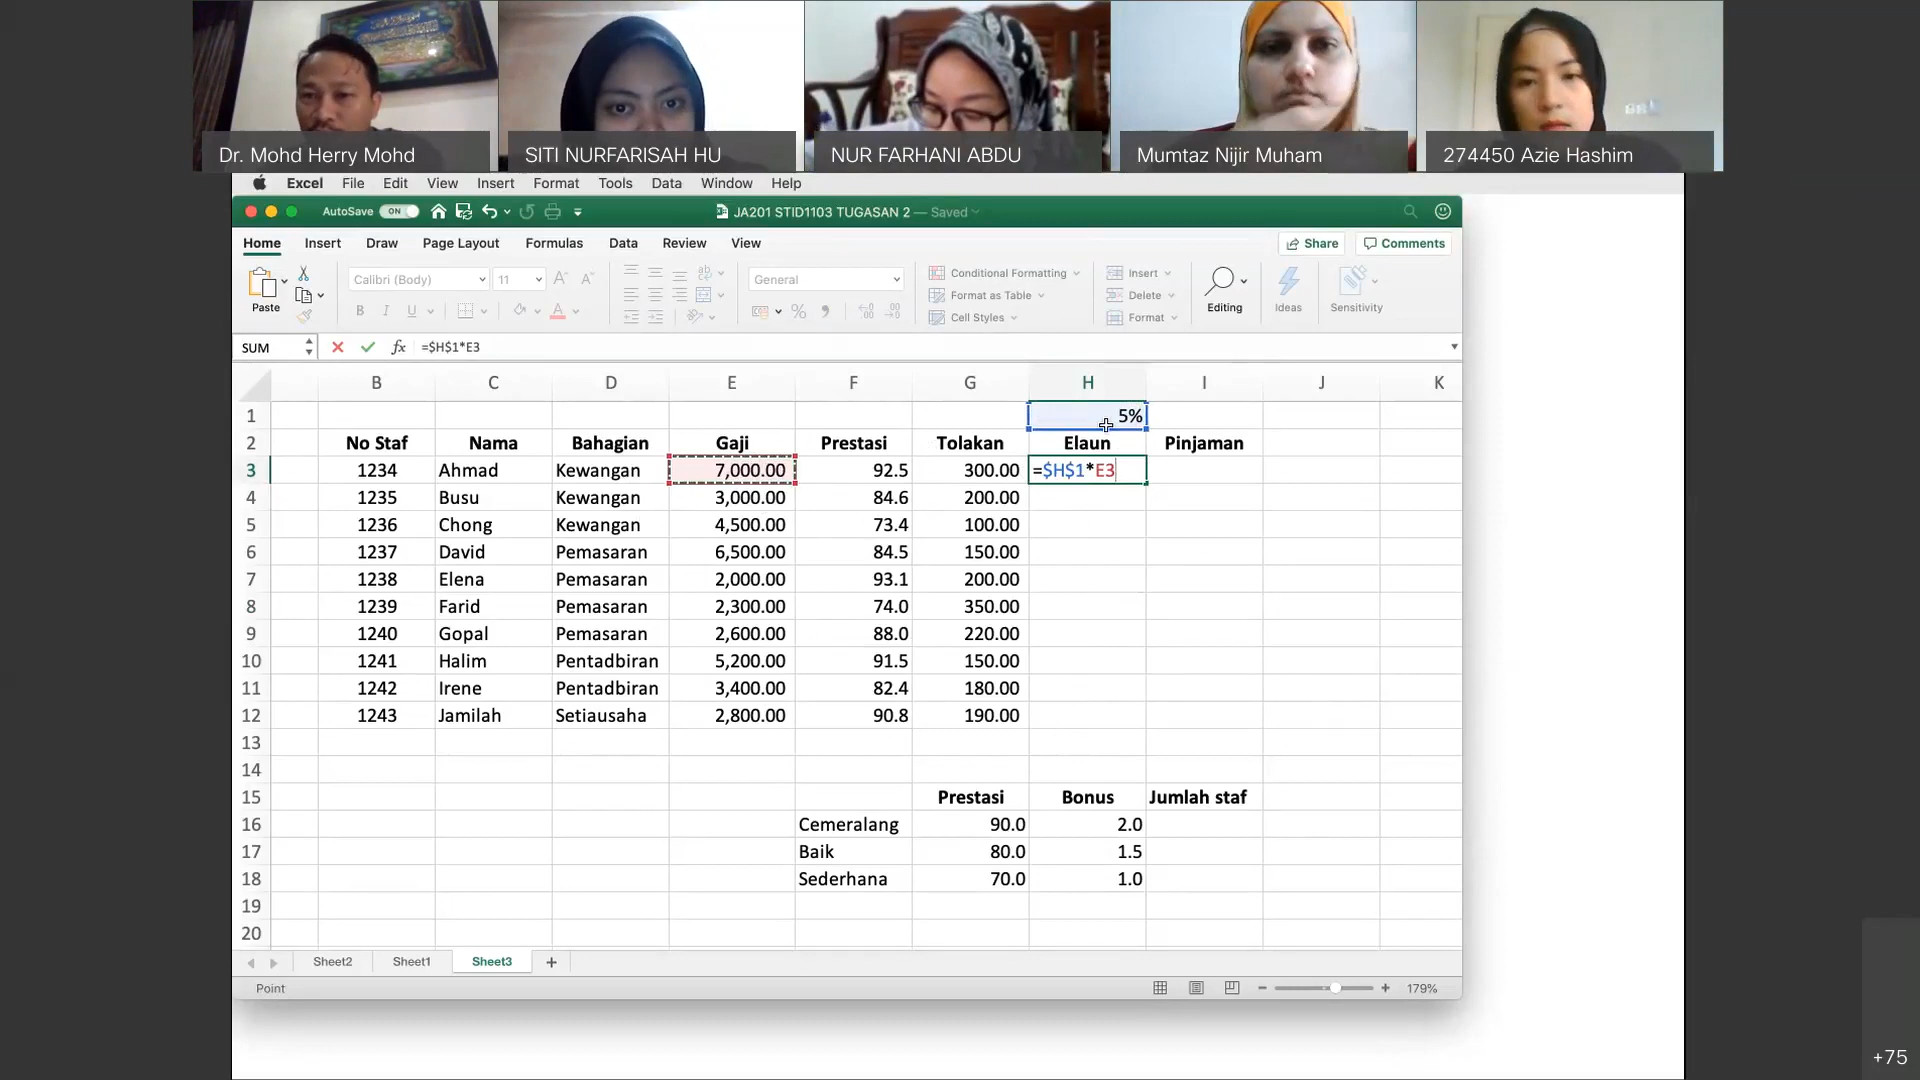 Dr. Mohd Herry Mohd
SITI NURFARISAH HU
NUR FARHANI ABDU
Mumtaz Nijir Muham
274450 Azie Hashim
Excel File Edit View Insert Format Tools Data Window Help
AutoSave ON JA201 STID1103 TUGASAN 2 — Saved
Home Insert Draw Page Layout Formulas Data Review View Share Comments
Paste
Calibri (Body) 11 A A
B I U A
ab
General
% ,
Conditional Formatting
Format as Table
Cell Styles
Insert
Delete
Format
Editing
Ideas
Sensitivity
SUM fx =$H$1*E3
B C D E F G H I J K
1 5%
2 No Staf Nama Bahagian Gaji Prestasi Tolakan Elaun Pinjaman
3 1234 Ahmad Kewangan 7,000.00 92.5 300.00 =$H$1*E3
4 1235 Busu Kewangan 3,000.00 84.6 200.00
5 1236 Chong Kewangan 4,500.00 73.4 100.00
6 1237 David Pemasaran 6,500.00 84.5 150.00
7 1238 Elena Pemasaran 2,000.00 93.1 200.00
8 1239 Farid Pemasaran 2,300.00 74.0 350.00
9 1240 Gopal Pemasaran 2,600.00 88.0 220.00
10 1241 Halim Pentadbiran 5,200.00 91.5 150.00
11 1242 Irene Pentadbiran 3,400.00 82.4 180.00
12 1243 Jamilah Setiausaha 2,800.00 90.8 190.00
13
14
15 Prestasi Bonus Jumlah staf
16 Cemeralang 90.0 2.0
17 Baik 80.0 1.5
18 Sederhana 70.0 1.0
19
20
Sheet2 Sheet1 Sheet3 +
Point 179%
+75